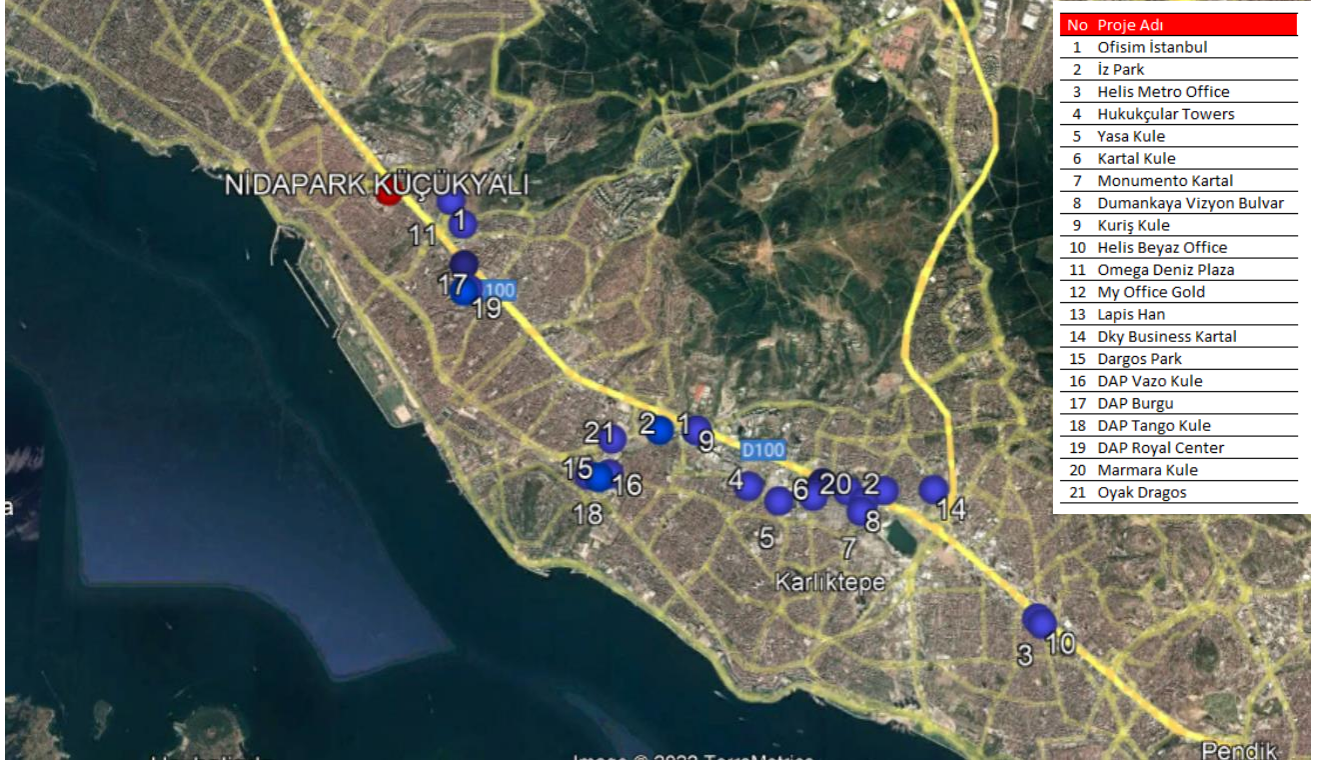 NİDAPARK KÜÇÜKYALI
1
11
17
100
19
2
1
9
21
D100
15
16
18
4
6
20
2
14
5
8
7
Karlıktepe
3
10
Pendik
a
Image © 2022 TerraMetrics
No Proje Adı
1 Ofisim İstanbul
2 İz Park
3 Helis Metro Office
4 Hukukçular Towers
5 Yasa Kule
6 Kartal Kule
7 Monumento Kartal
8 Dumankaya Vizyon Bulvar
9 Kuriş Kule
10 Helis Beyaz Office
11 Omega Deniz Plaza
12 My Office Gold
13 Lapis Han
14 Dky Business Kartal
15 Dargos Park
16 DAP Vazo Kule
17 DAP Burgu
18 DAP Tango Kule
19 DAP Royal Center
20 Marmara Kule
21 Oyak Dragos